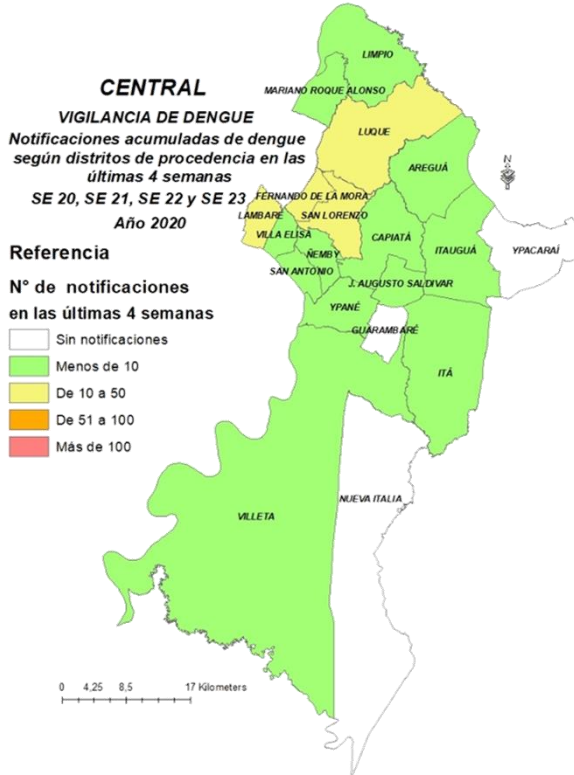 CENTRAL
VIGILANCIA DE DENGUE
Notificaciones acumuladas de dengue
según distritos de procedencia en las
últimas 4 semanas
SE 20, SE 21, SE 22 y SE 23
Año 2020
Referencia
N° de notificaciones
en las últimas 4 semanas
Sin notificaciones
Menos de 10
De 10 a 50
De 51 a 100
Más de 100
LIMPIO
MARIANO ROQUE ALONSO
LUQUE
AREGUÁ
N
FERNANDO DE LA MORA
LAMBARÉ
SAN LORENZO
VILLA ELISA
CAPIATÁ
ITAUGUÁ
YPACARAÍ
ÑEMBY
SAN ANTONIO
J. AUGUSTO SALDIVAR
YPANÉ
GUARAMBARÉ
ITÁ
NUEVA ITALIA
VILLETA
0 4,25 8,5 17 Kilometers